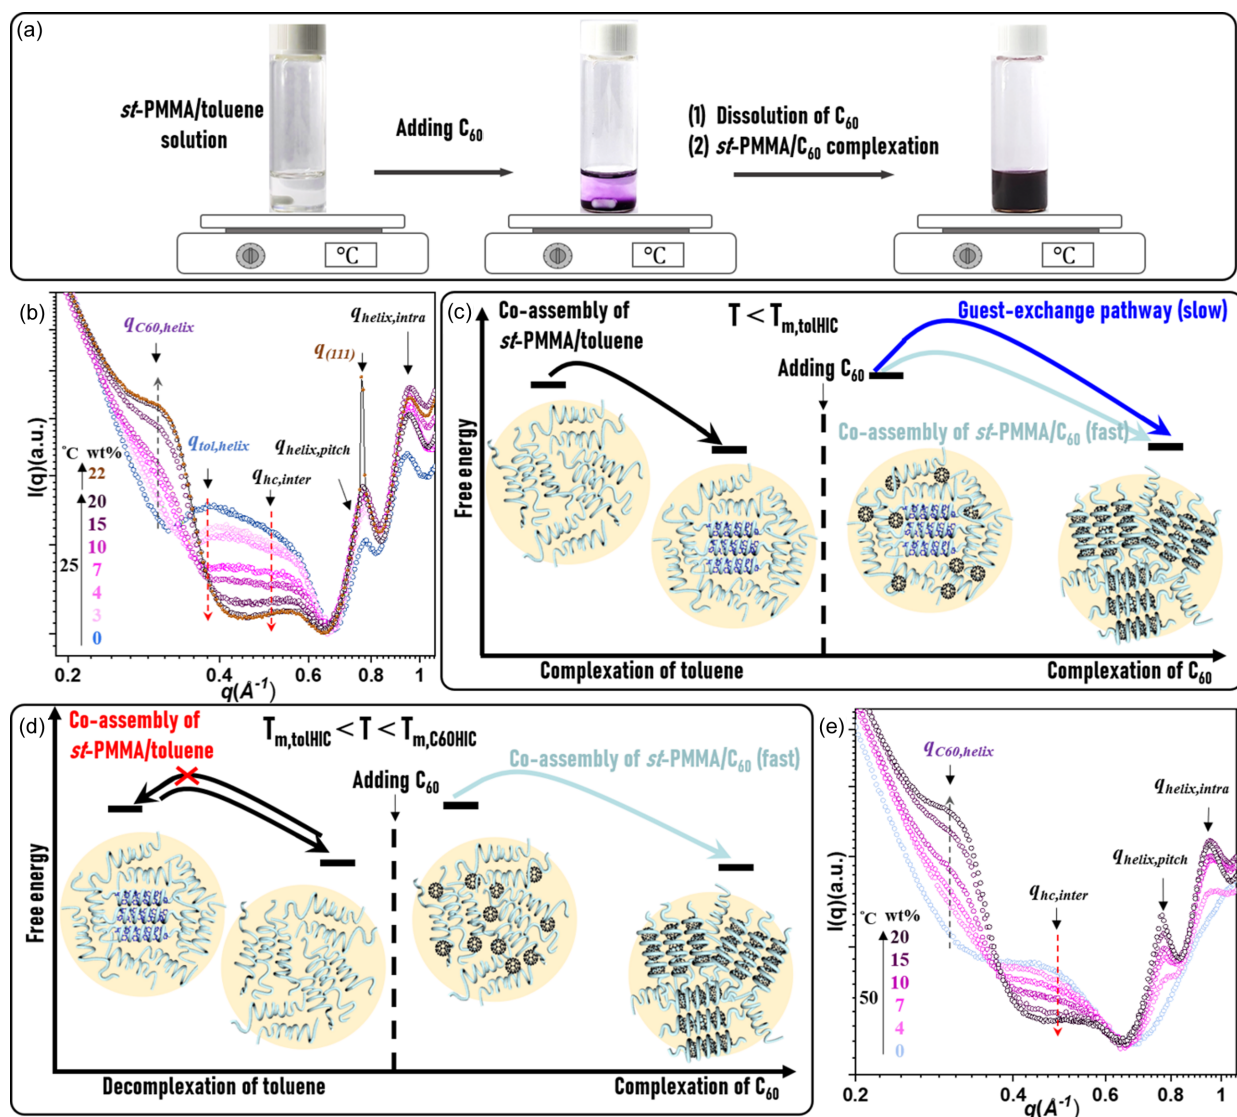 (a)
st-PMMA/toluene
solution
Adding C60
(1) Dissolution of C60
(2) st-PMMA/C60 complexation
°C
°C
°C
(b)
qC60,helix
qtol,helix
qhc,inter
qhelix,pitch
q(111)
qhelix,intra
°C wt%
22
20
15
10
7
4
3
0
25
I(q)(a.u.)
0.2 0.4 0.6 0.8 1
q(Å-1)
(c)
Co-assembly of
st-PMMA/toluene
T < Tm,tolHIC
Adding C60
Guest-exchange pathway (slow)
Co-assembly of st-PMMA/C60 (fast)
Free energy
Complexation of toluene
Complexation of C60
(d)
Co-assembly of
st-PMMA/toluene
Tm,tolHIC < T < Tm,C60HIC
Adding C60
Co-assembly of st-PMMA/C60 (fast)
Free energy
Decomplexation of toluene
Complexation of C60
(e)
qC60,helix
qhc,inter
qhelix,pitch
qhelix,intra
°C wt%
20
15
10
7
4
0
50
I(q)(a.u.)
0.2 0.4 0.6 0.8 1
q(Å-1)